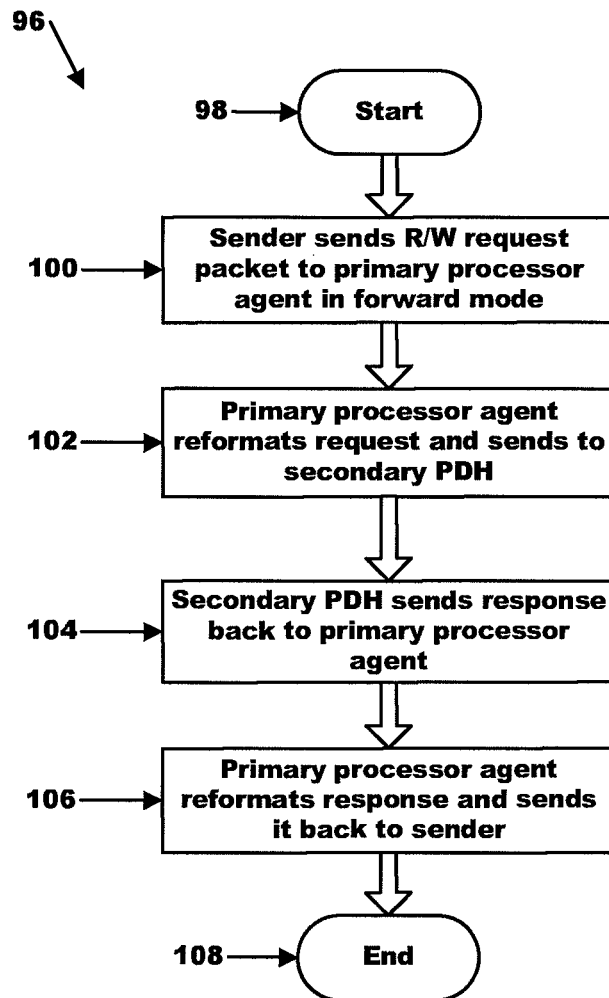 96
98
Start
100
Sender sends R/W request
packet to primary processor
agent in forward mode
102
Primary processor agent
reformats request and sends to
secondary PDH
104
Secondary PDH sends response
back to primary processor
agent
106
Primary processor agent
reformats response and sends
it back to sender
108
End